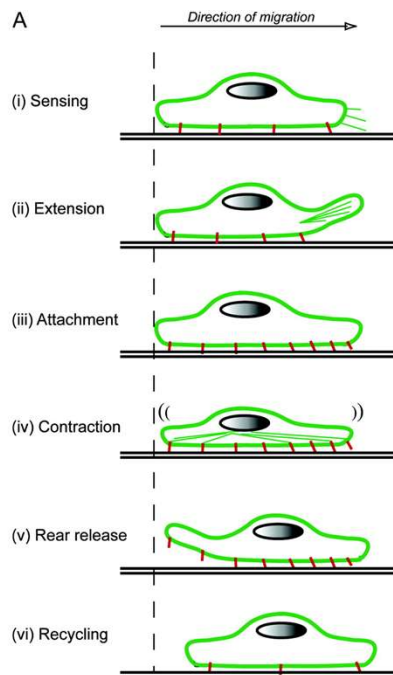 A
Direction of migration
(i) Sensing
(ii) Extension
(iii) Attachment
(iv) Contraction
(v) Rear release
(vi) Recycling